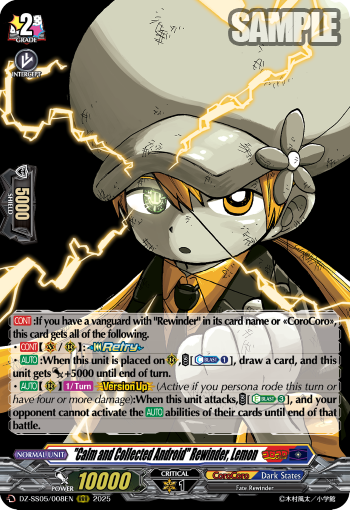 SAMPLE
2
GRADE
INTERCEPT
5000
SHIELD
CONT :If you have a vanguard with "Rewinder" in its card name or «CoroCoro»,
this card gets all of the following.
• CONT [ / ]: Retry
• AUTO :When this unit is placed on , [ BLAST 1 ], draw a card, and this
unit gets +5000 until end of turn.
• AUTO [ ] 1/Turn VersionUp (Active if you persona rode this turn or
have four or more damage):When this unit attacks, [ BLAST ], and your
opponent cannot activate the AUTO abilities of their cards until end of that
battle.
NORMAL UNIT
"Calm and Collected Android" Rewinder, Lemon
POWER 10000
CRITICAL
1
CoroCoro
Dark States
Fate Rewinder
DZ-SS05/008EN RRR 2025
©木村風太／小学館